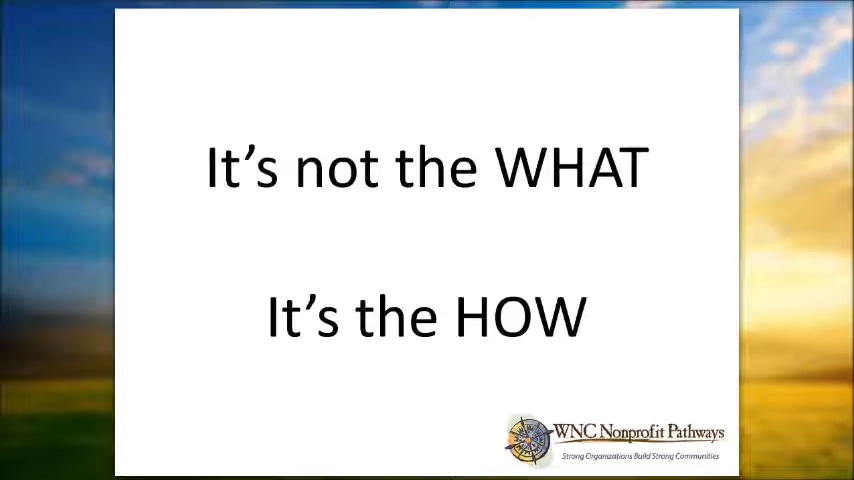 It’s not the WHAT
It’s the HOW
WNC Nonprofit Pathways
Strong Organizations Build Strong Communities